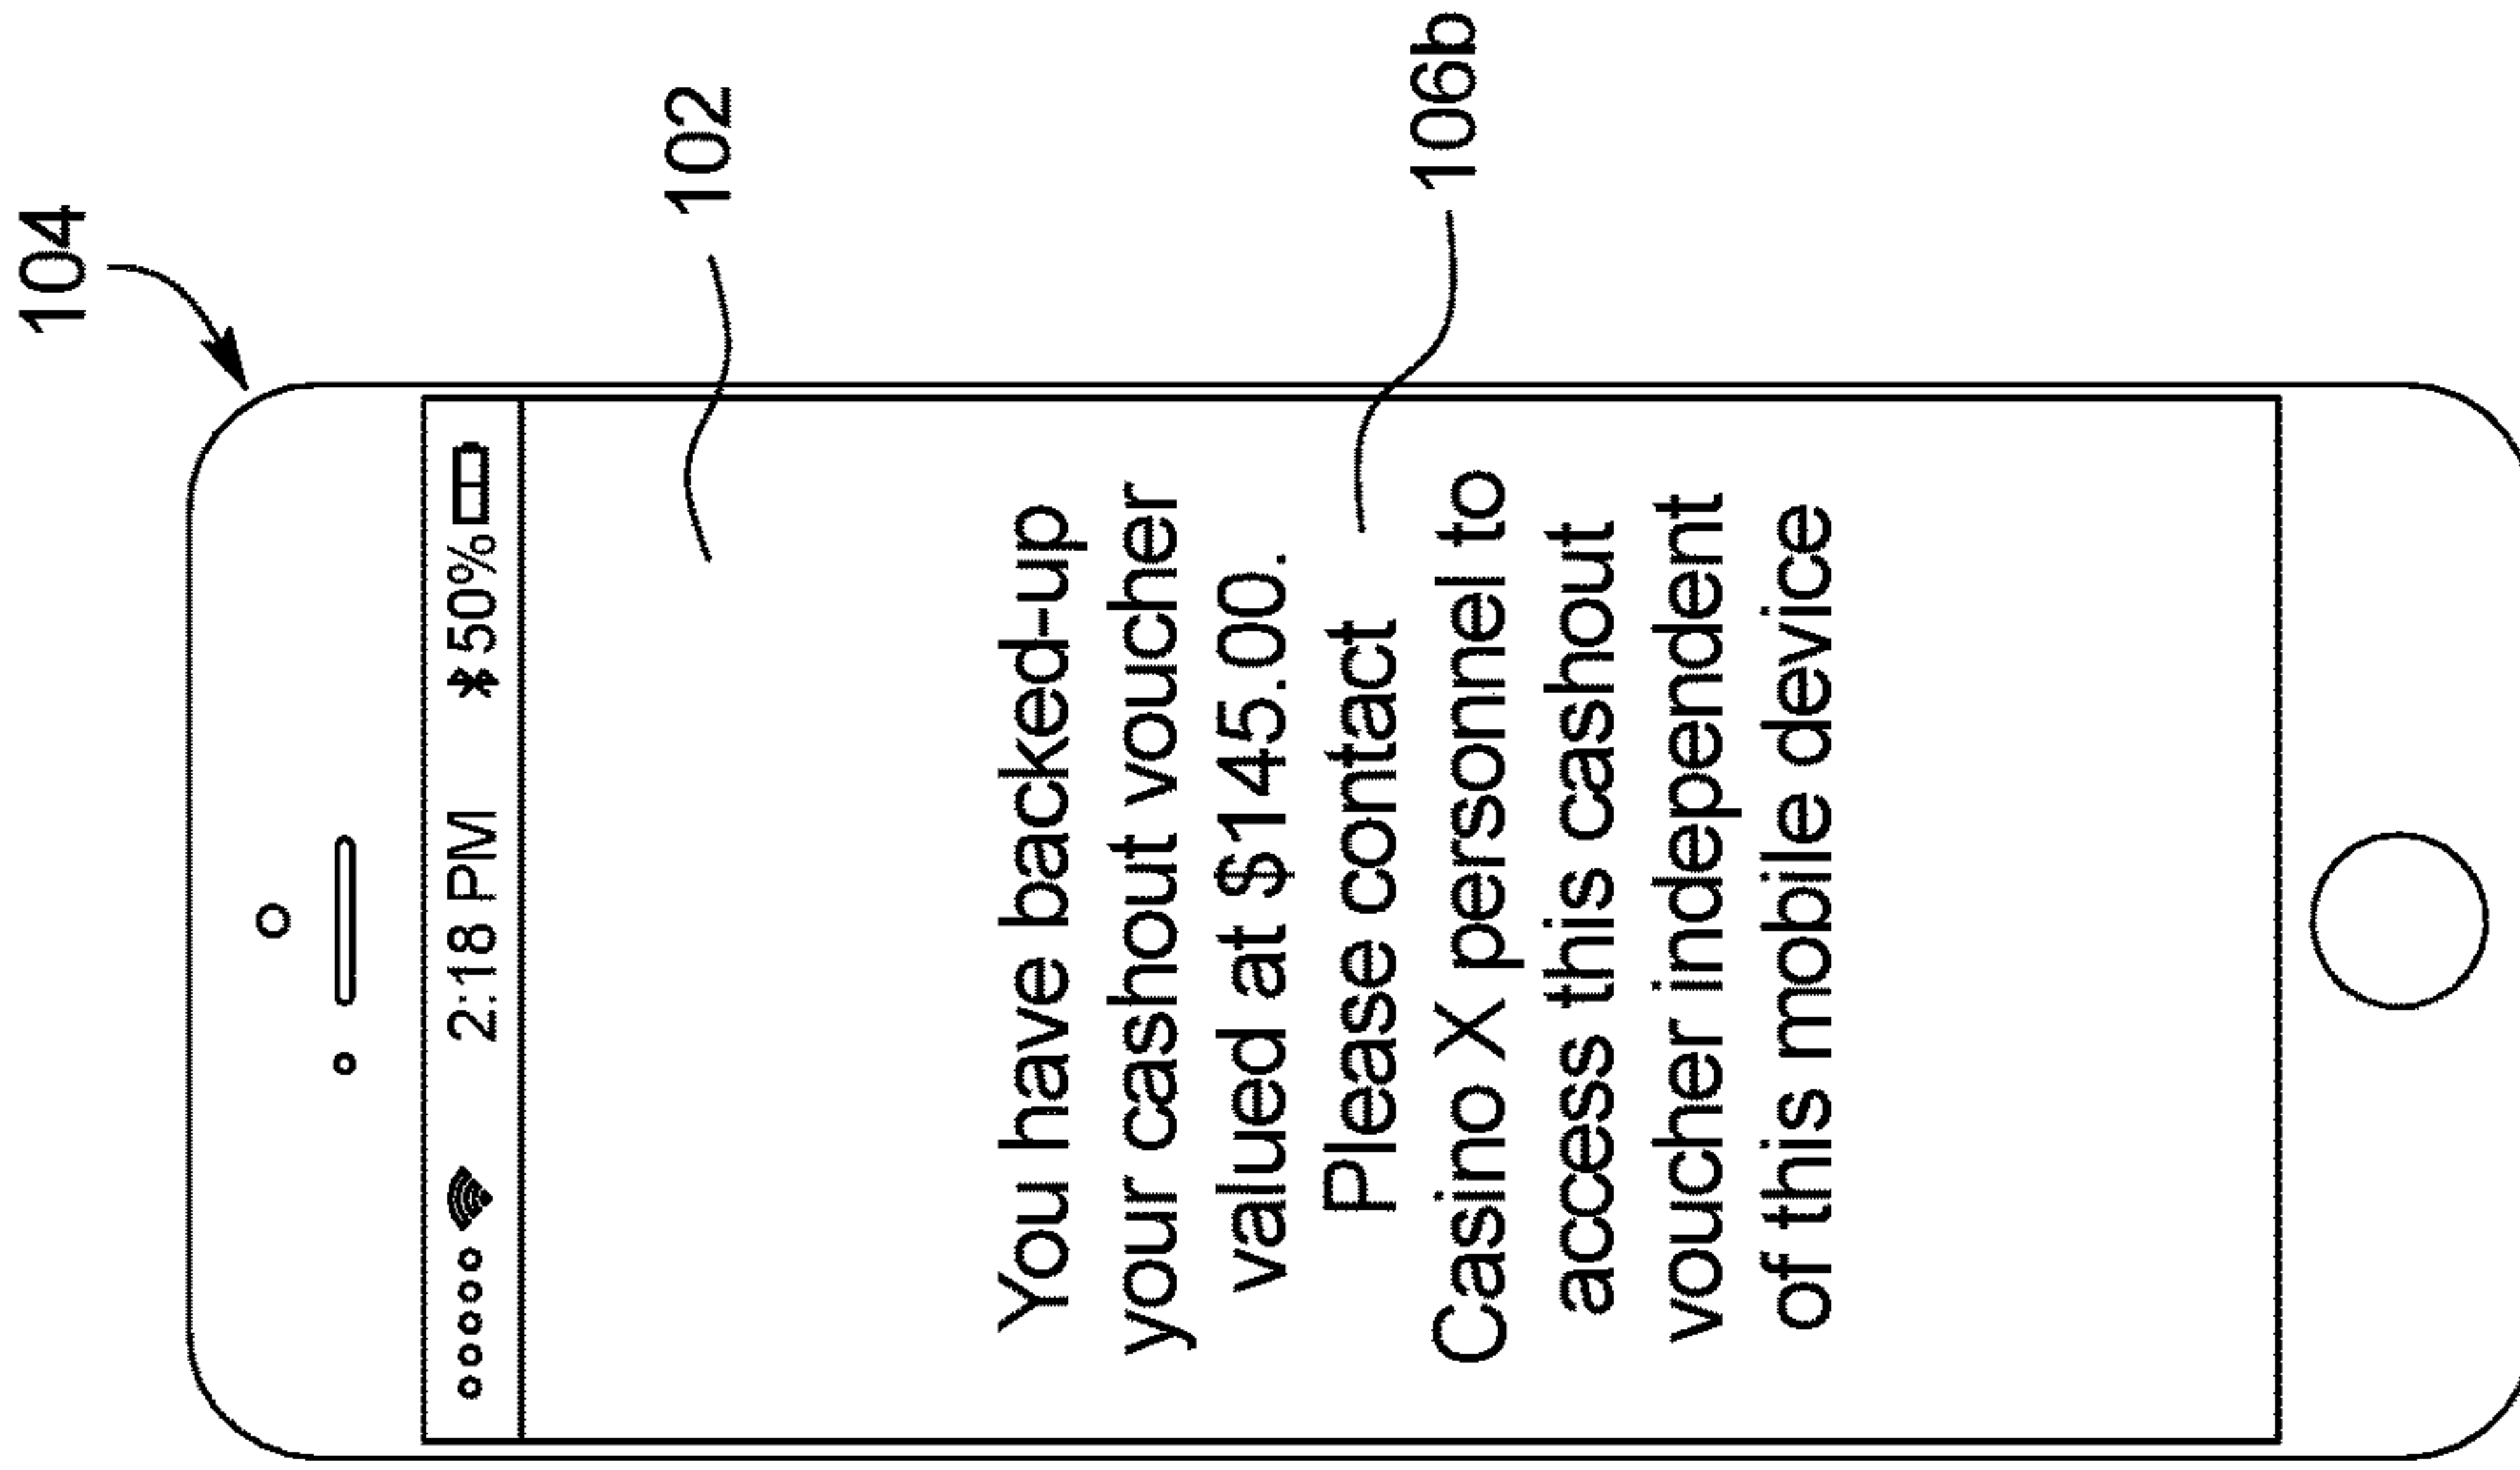 104
2:18 PM 50%
102
You have backed-up
your cashout voucher
valued at $145.00.
Please contact
106b
Casino X personnel to
access this cashout
voucher independent
of this mobile device